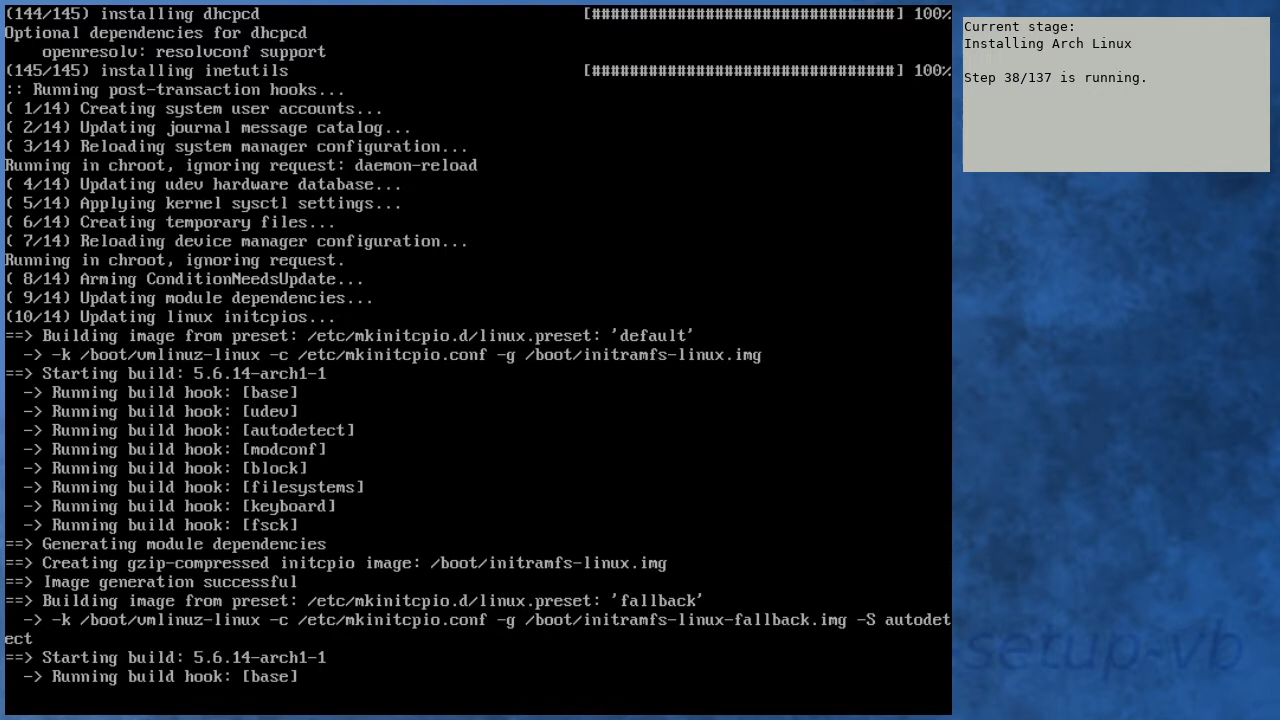 (144/145) installing dhcpcd [################################] 100%
Optional dependencies for dhcpcd
    openresolv: resolvconf support
(145/145) installing inetutils [################################] 100%
:: Running post-transaction hooks...
( 1/14) Creating system user accounts...
( 2/14) Updating journal message catalog...
( 3/14) Reloading system manager configuration...
Running in chroot, ignoring request: daemon-reload
( 4/14) Updating udev hardware database...
( 5/14) Applying kernel sysctl settings...
( 6/14) Creating temporary files...
( 7/14) Reloading device manager configuration...
Running in chroot, ignoring request.
( 8/14) Arming ConditionNeedsUpdate...
( 9/14) Updating module dependencies...
(10/14) Updating linux initcpios...
==> Building image from preset: /etc/mkinitcpio.d/linux.preset: 'default'
  -> -k /boot/vmlinuz-linux -c /etc/mkinitcpio.conf -g /boot/initramfs-linux.img
==> Starting build: 5.6.14-arch1-1
  -> Running build hook: [base]
  -> Running build hook: [udev]
  -> Running build hook: [autodetect]
  -> Running build hook: [modconf]
  -> Running build hook: [block]
  -> Running build hook: [filesystems]
  -> Running build hook: [keyboard]
  -> Running build hook: [fsck]
==> Generating module dependencies
==> Creating gzip-compressed initcpio image: /boot/initramfs-linux.img
==> Image generation successful
==> Building image from preset: /etc/mkinitcpio.d/linux.preset: 'fallback'
  -> -k /boot/vmlinuz-linux -c /etc/mkinitcpio.conf -g /boot/initramfs-linux-fallback.img -S autodet
ect
==> Starting build: 5.6.14-arch1-1
  -> Running build hook: [base]
Current stage:
Installing Arch Linux
Step 38/137 is running.
setup-vb